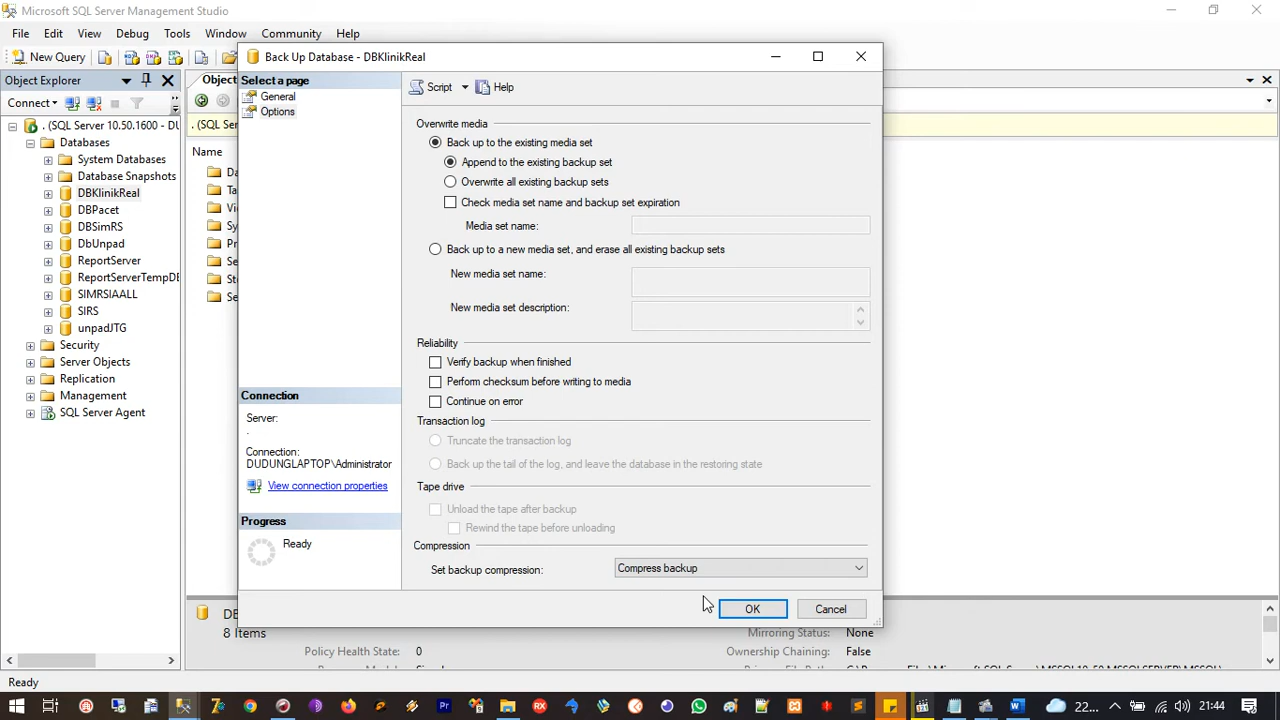 Microsoft SQL Server Management Studio
File Edit View Debug Tools Window Community Help
New Query
Object Explorer
Connect
. (SQL Server 10.50.1600 - DU
Databases
System Databases
Database Snapshots
DBKlinikReal
DBPacet
DBSimRS
DbUnpad
ReportServer
ReportServerTempDB
SIMRSIAALL
SIRS
unpadJTG
Security
Server Objects
Replication
Management
SQL Server Agent
Object
. (SQL Ser
Name
Back Up Database - DBKlinikReal
Select a page
General
Options
Script Help
Overwrite media
Back up to the existing media set
Append to the existing backup set
Overwrite all existing backup sets
Check media set name and backup set expiration
Media set name:
Back up to a new media set, and erase all existing backup sets
New media set name:
New media set description:
Reliability
Verify backup when finished
Perform checksum before writing to media
Continue on error
Transaction log
Truncate the transaction log
Back up the tail of the log, and leave the database in the restoring state
Tape drive
Unload the tape after backup
Rewind the tape before unloading
Compression
Set backup compression: Compress backup
OK Cancel
Connection
Server:
.
Connection:
DUDUNGLAPTOP\Administrator
View connection properties
Progress
Ready
8 Items
Mirroring Status: None
Policy Health State: 0
Ownership Chaining: False
Ready
22...
21:44